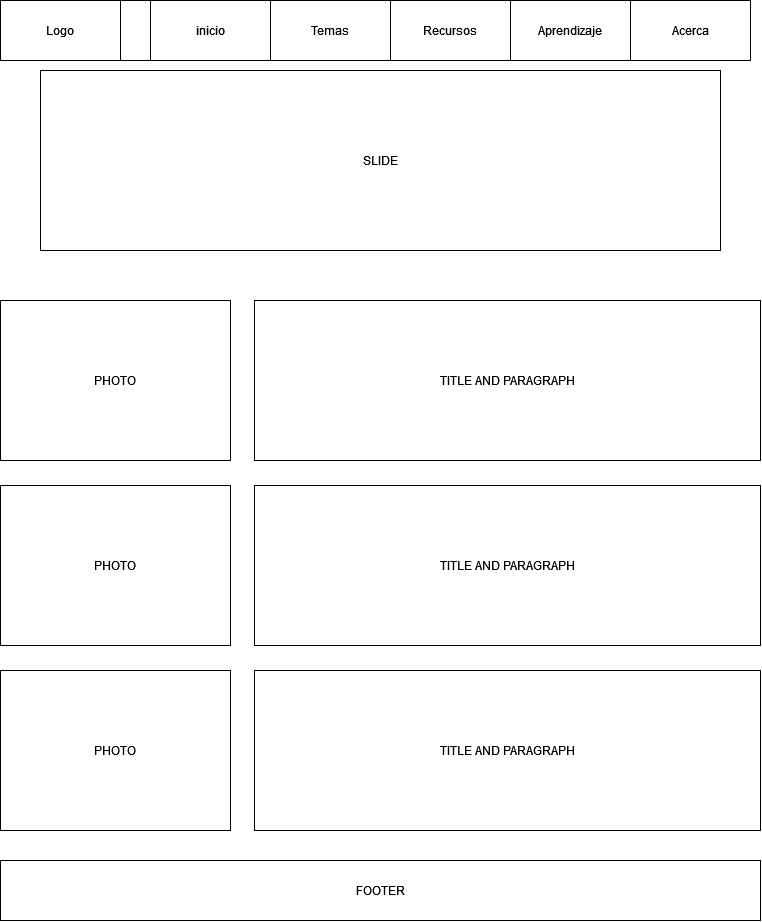 Logo
inicio
Temas
Recursos
Aprendizaje
Acerca
SLIDE
PHOTO
TITLE AND PARAGRAPH
PHOTO
TITLE AND PARAGRAPH
PHOTO
TITLE AND PARAGRAPH
FOOTER